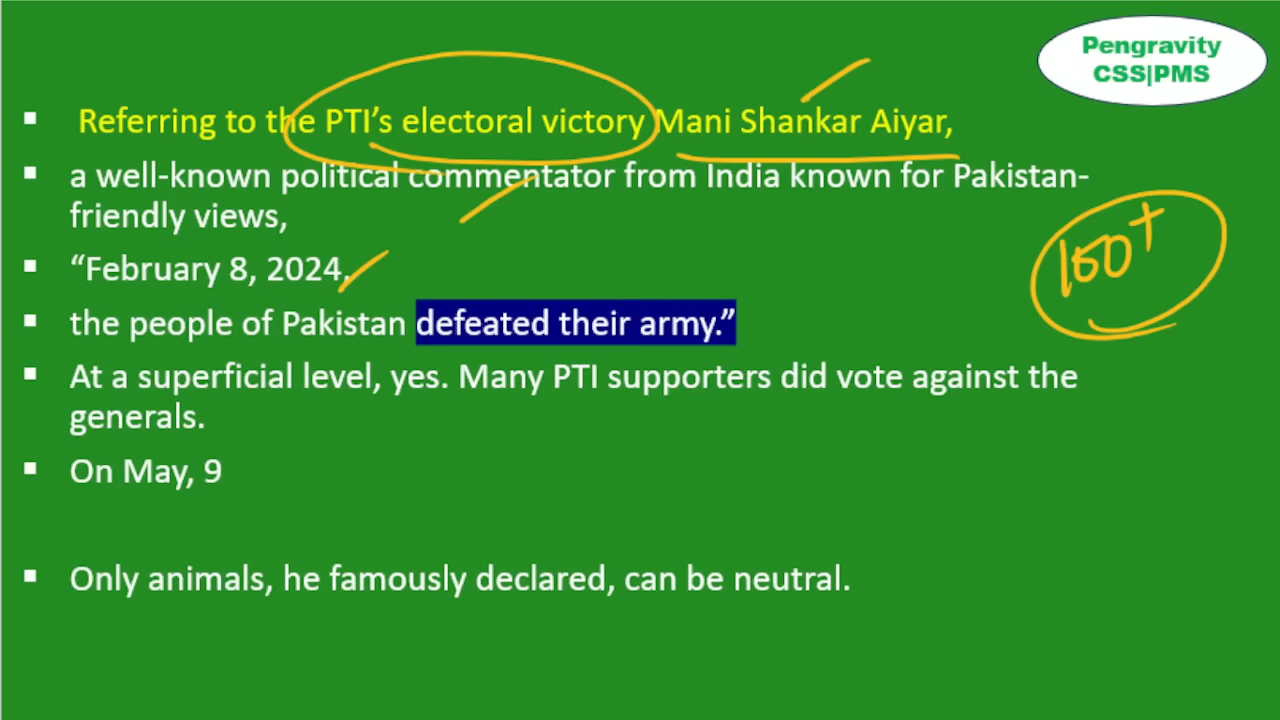 Pengravity
CSS|PMS
▪ Referring to the PTI’s electoral victory Mani Shankar Aiyar,
▪ a well-known political commentator from India known for Pakistan-
friendly views,
▪ “February 8, 2024,
150+
▪ the people of Pakistan defeated their army.”
▪ At a superficial level, yes. Many PTI supporters did vote against the
generals.
▪ On May, 9
▪ Only animals, he famously declared, can be neutral.